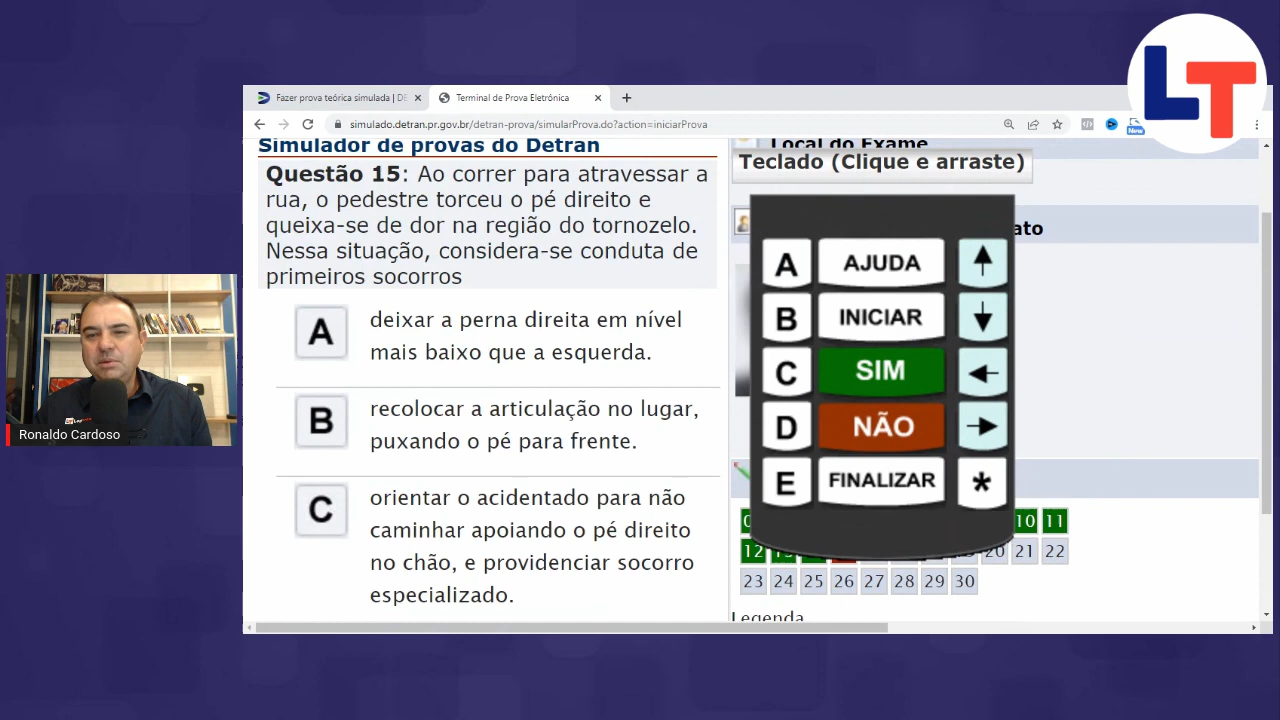 LT
Fazer prova teórica simulada | DE
Terminal de Prova Eletrônica
simulado.detran.pr.gov.br/detran-prova/simularProva.do?action=iniciarProva
New
Simulador de provas do Detran
Questão 15: Ao correr para atravessar a
rua, o pedestre torceu o pé direito e
queixa-se de dor na região do tornozelo.
Nessa situação, considera-se conduta de
primeiros socorros
A
deixar a perna direita em nível
mais baixo que a esquerda.
B
recolocar a articulação no lugar,
puxando o pé para frente.
C
orientar o acidentado para não
caminhar apoiando o pé direito
no chão, e providenciar socorro
especializado.
Local do Exame
Teclado (Clique e arraste)
ato
A AJUDA
B INICIAR
C SIM
D NÃO
E FINALIZAR *
10 11
12 20 21 22
23 24 25 26 27 28 29 30
Legenda
Ronaldo Cardoso